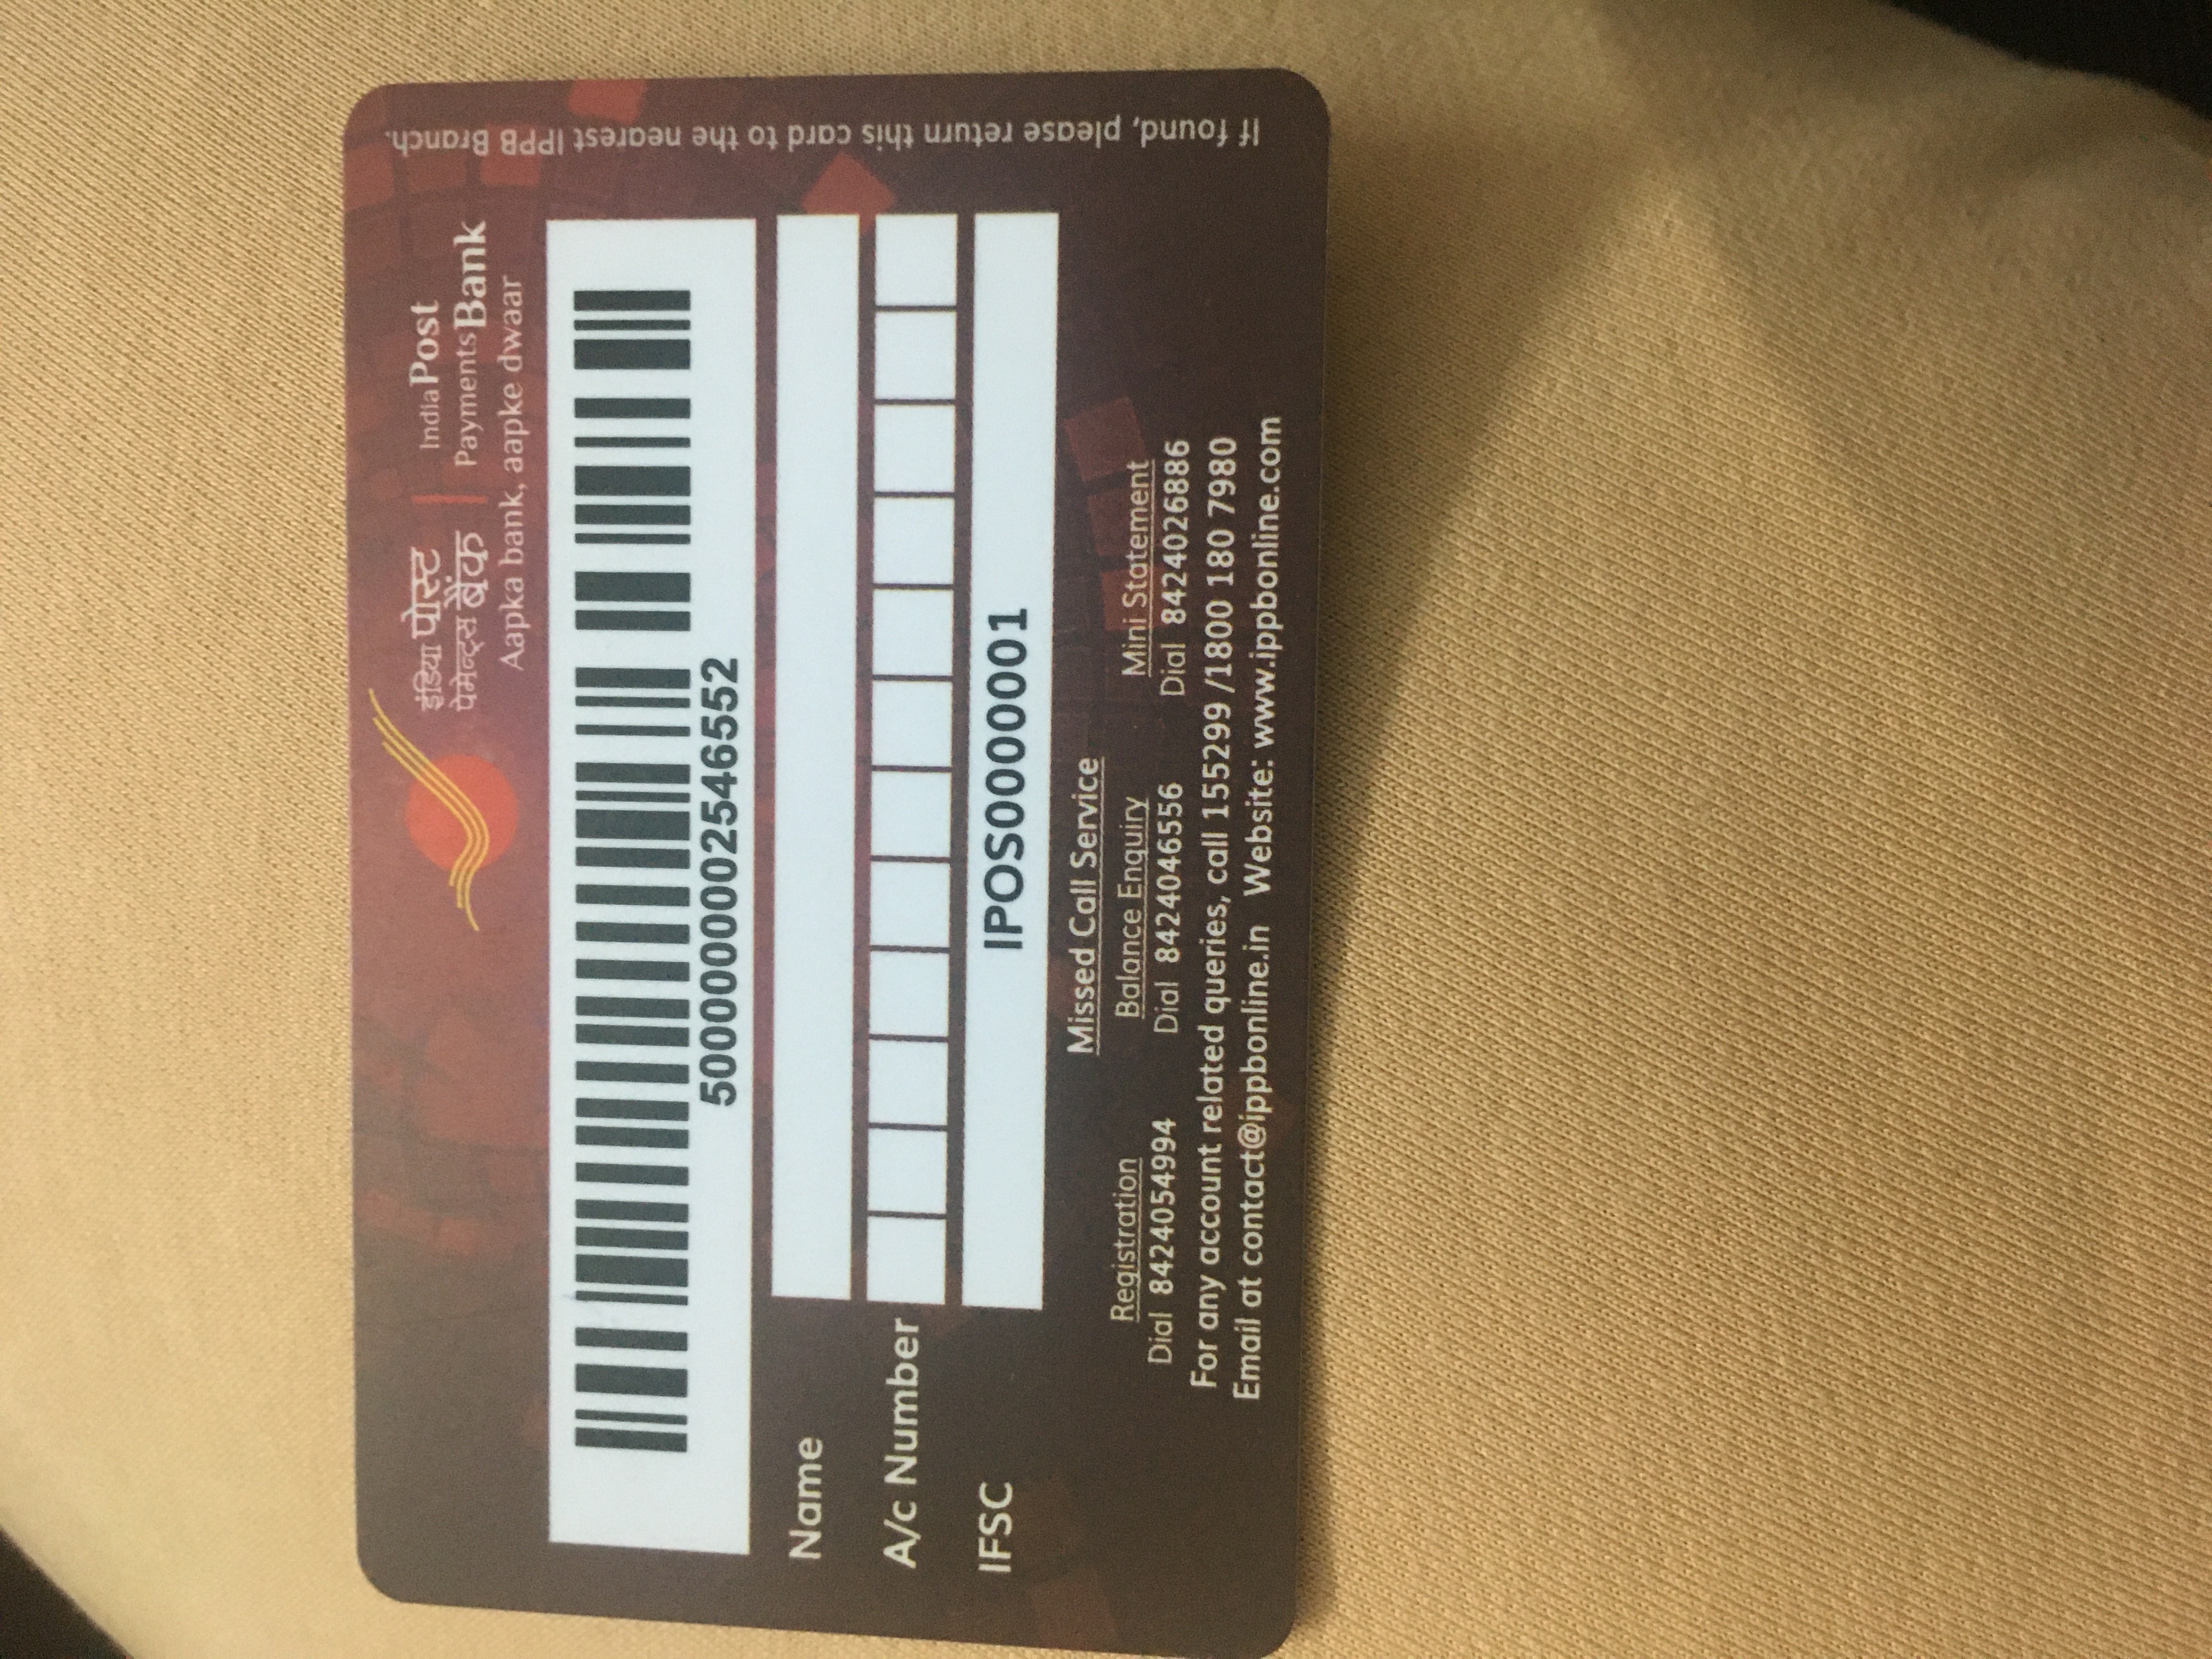 इंडिया पोस्ट
पेमेन्ट्स बैंक
India Post
Payments Bank
Aapka bank, aapke dwaar
5000000002546552
Name
A/c Number
IFSC IPOS0000001
Missed Call Service
Registration Balance Enquiry Mini Statement
Dial 8424054994 Dial 8424046556 Dial 8424026886
For any account related queries, call 155299 /1800 180 7980
Email at contact@ippbonline.in Website: www.ippbonline.com
If found, please return this card to the nearest IPPB Branch.